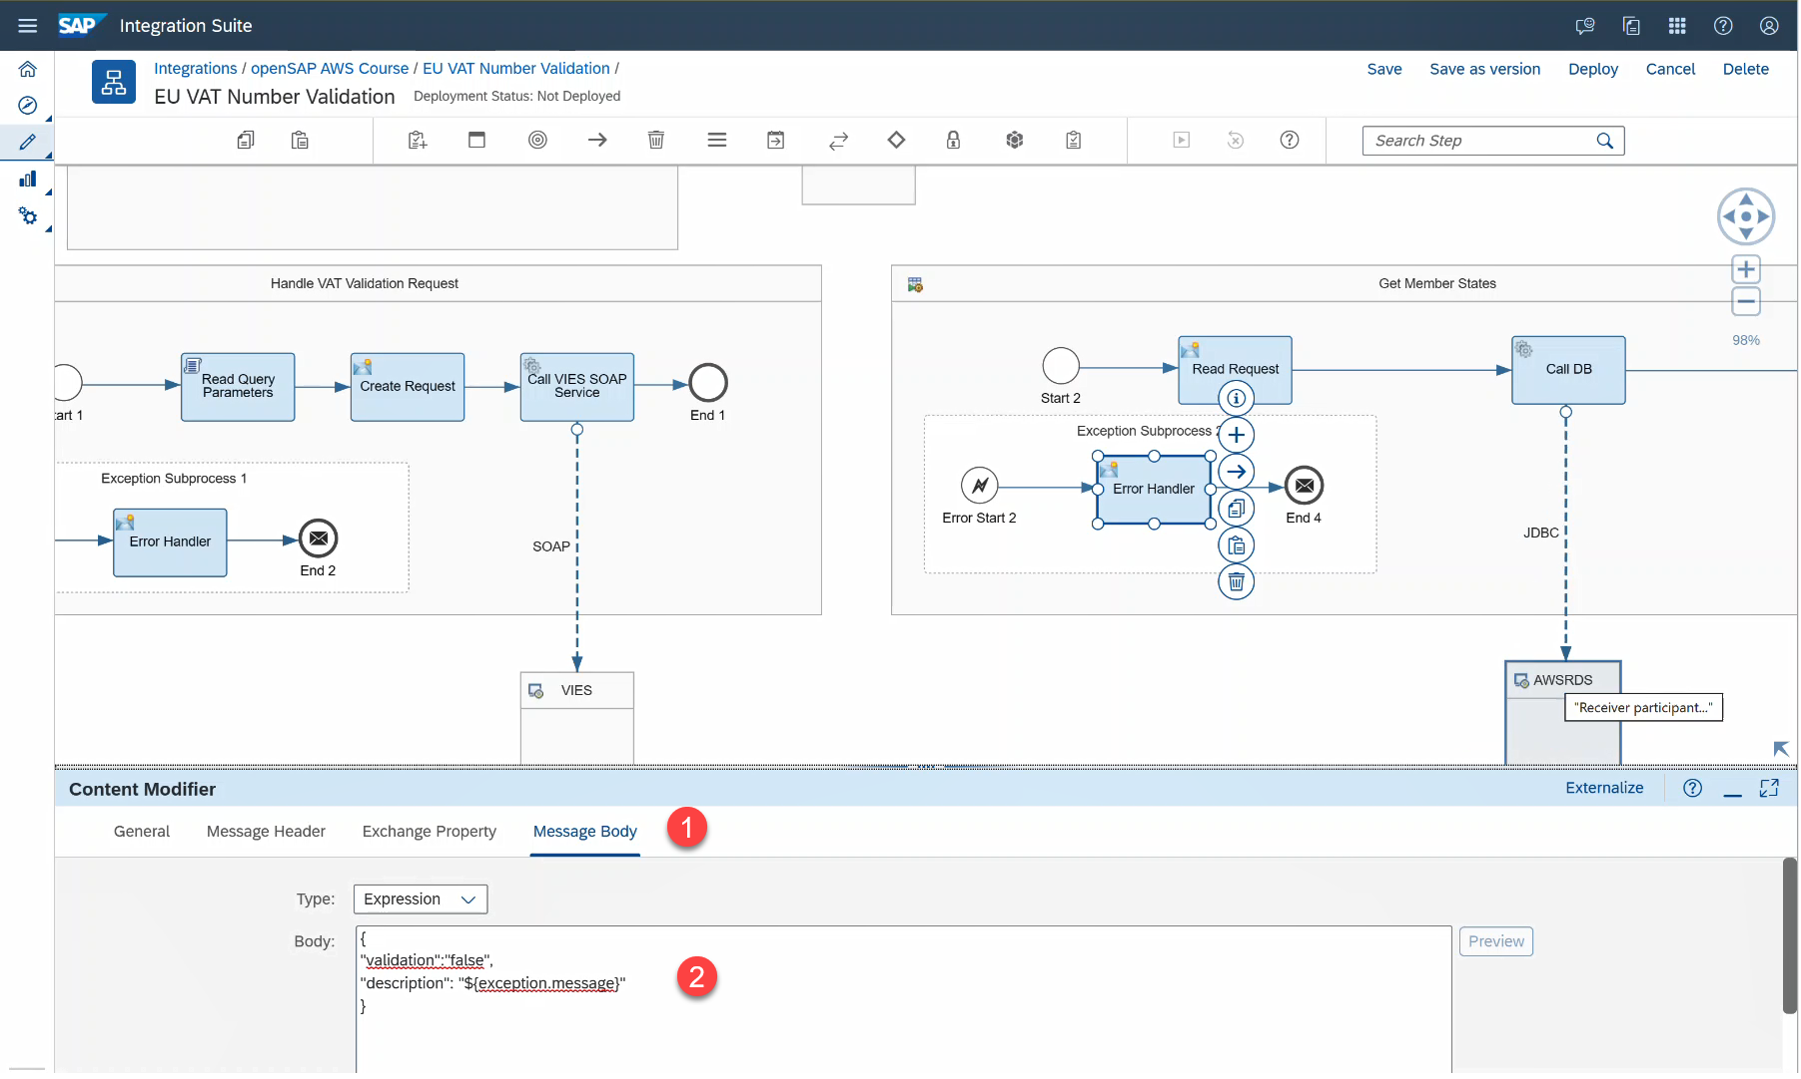 SAP Integration Suite
Integrations / openSAP AWS Course / EU VAT Number Validation /
EU VAT Number Validation Deployment Status: Not Deployed
Save Save as version Deploy Cancel Delete
Search Step
Handle VAT Validation Request
Get Member States
98%
Read Query
Parameters
Create Request
Call VIES SOAP
Service
tart 1
End 1
Start 2
Read Request
Call DB
Exception Subprocess 1
Error Handler
End 2
SOAP
VIES
Exception Subprocess 2
Error Start 2
Error Handler
End 4
JDBC
AWSRDS
"Receiver participant..."
Content Modifier
Externalize
General Message Header Exchange Property Message Body 1
Type: Expression
Body:
{
"validation":"false",
"description": "${exception.message}"
}
2
Preview